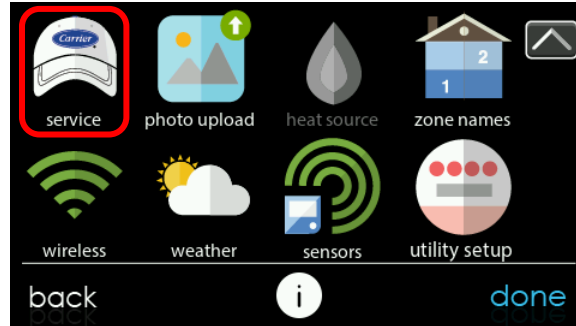 Carrier
service photo upload heat source zone names
2
1
wireless weather sensors utility setup
back i done